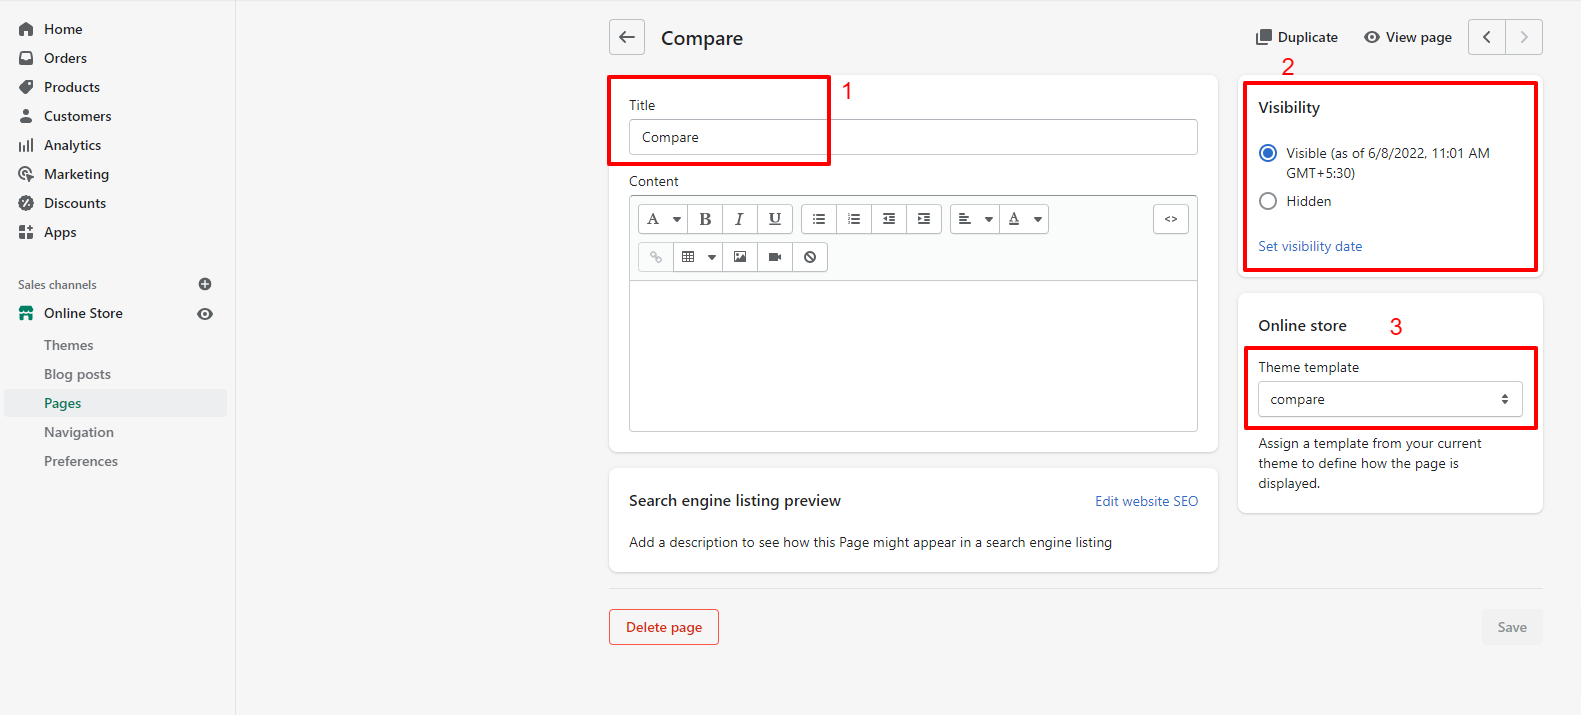 Home
Orders
Products
Customers
Analytics
Marketing
Discounts
Apps
Sales channels
Online Store
Themes
Blog posts
Pages
Navigation
Preferences
Compare
Duplicate
View page
1
Title
Compare
Content
A
B
I
U
A
<>
Search engine listing preview
Edit website SEO
Add a description to see how this Page might appear in a search engine listing
Delete page
2
Visibility
Visible (as of 6/8/2022, 11:01 AM
GMT+5:30)
Hidden
Set visibility date
Online store
3
Theme template
compare
Assign a template from your current
theme to define how the page is
displayed.
Save